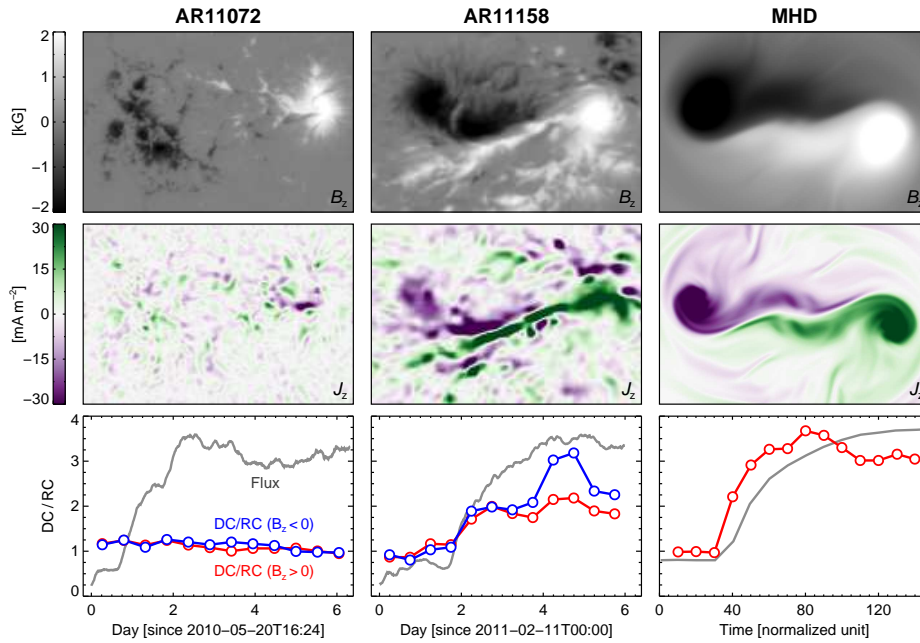 AR11072 AR11158 MHD
2
1
0
−1
−2
[kG]
B_z B_z B_z
30
15
0
−15
−30
[mA m⁻²]
J_z J_z J_z
4
3
2
1
0
DC / RC
Flux
DC/RC (B_z < 0)
DC/RC (B_z > 0)
0 2 4 6 0 2 4 6 0 40 80 120
Day [since 2010−05−20T16:24] Day [since 2011−02−11T00:00] Time [normalized unit]